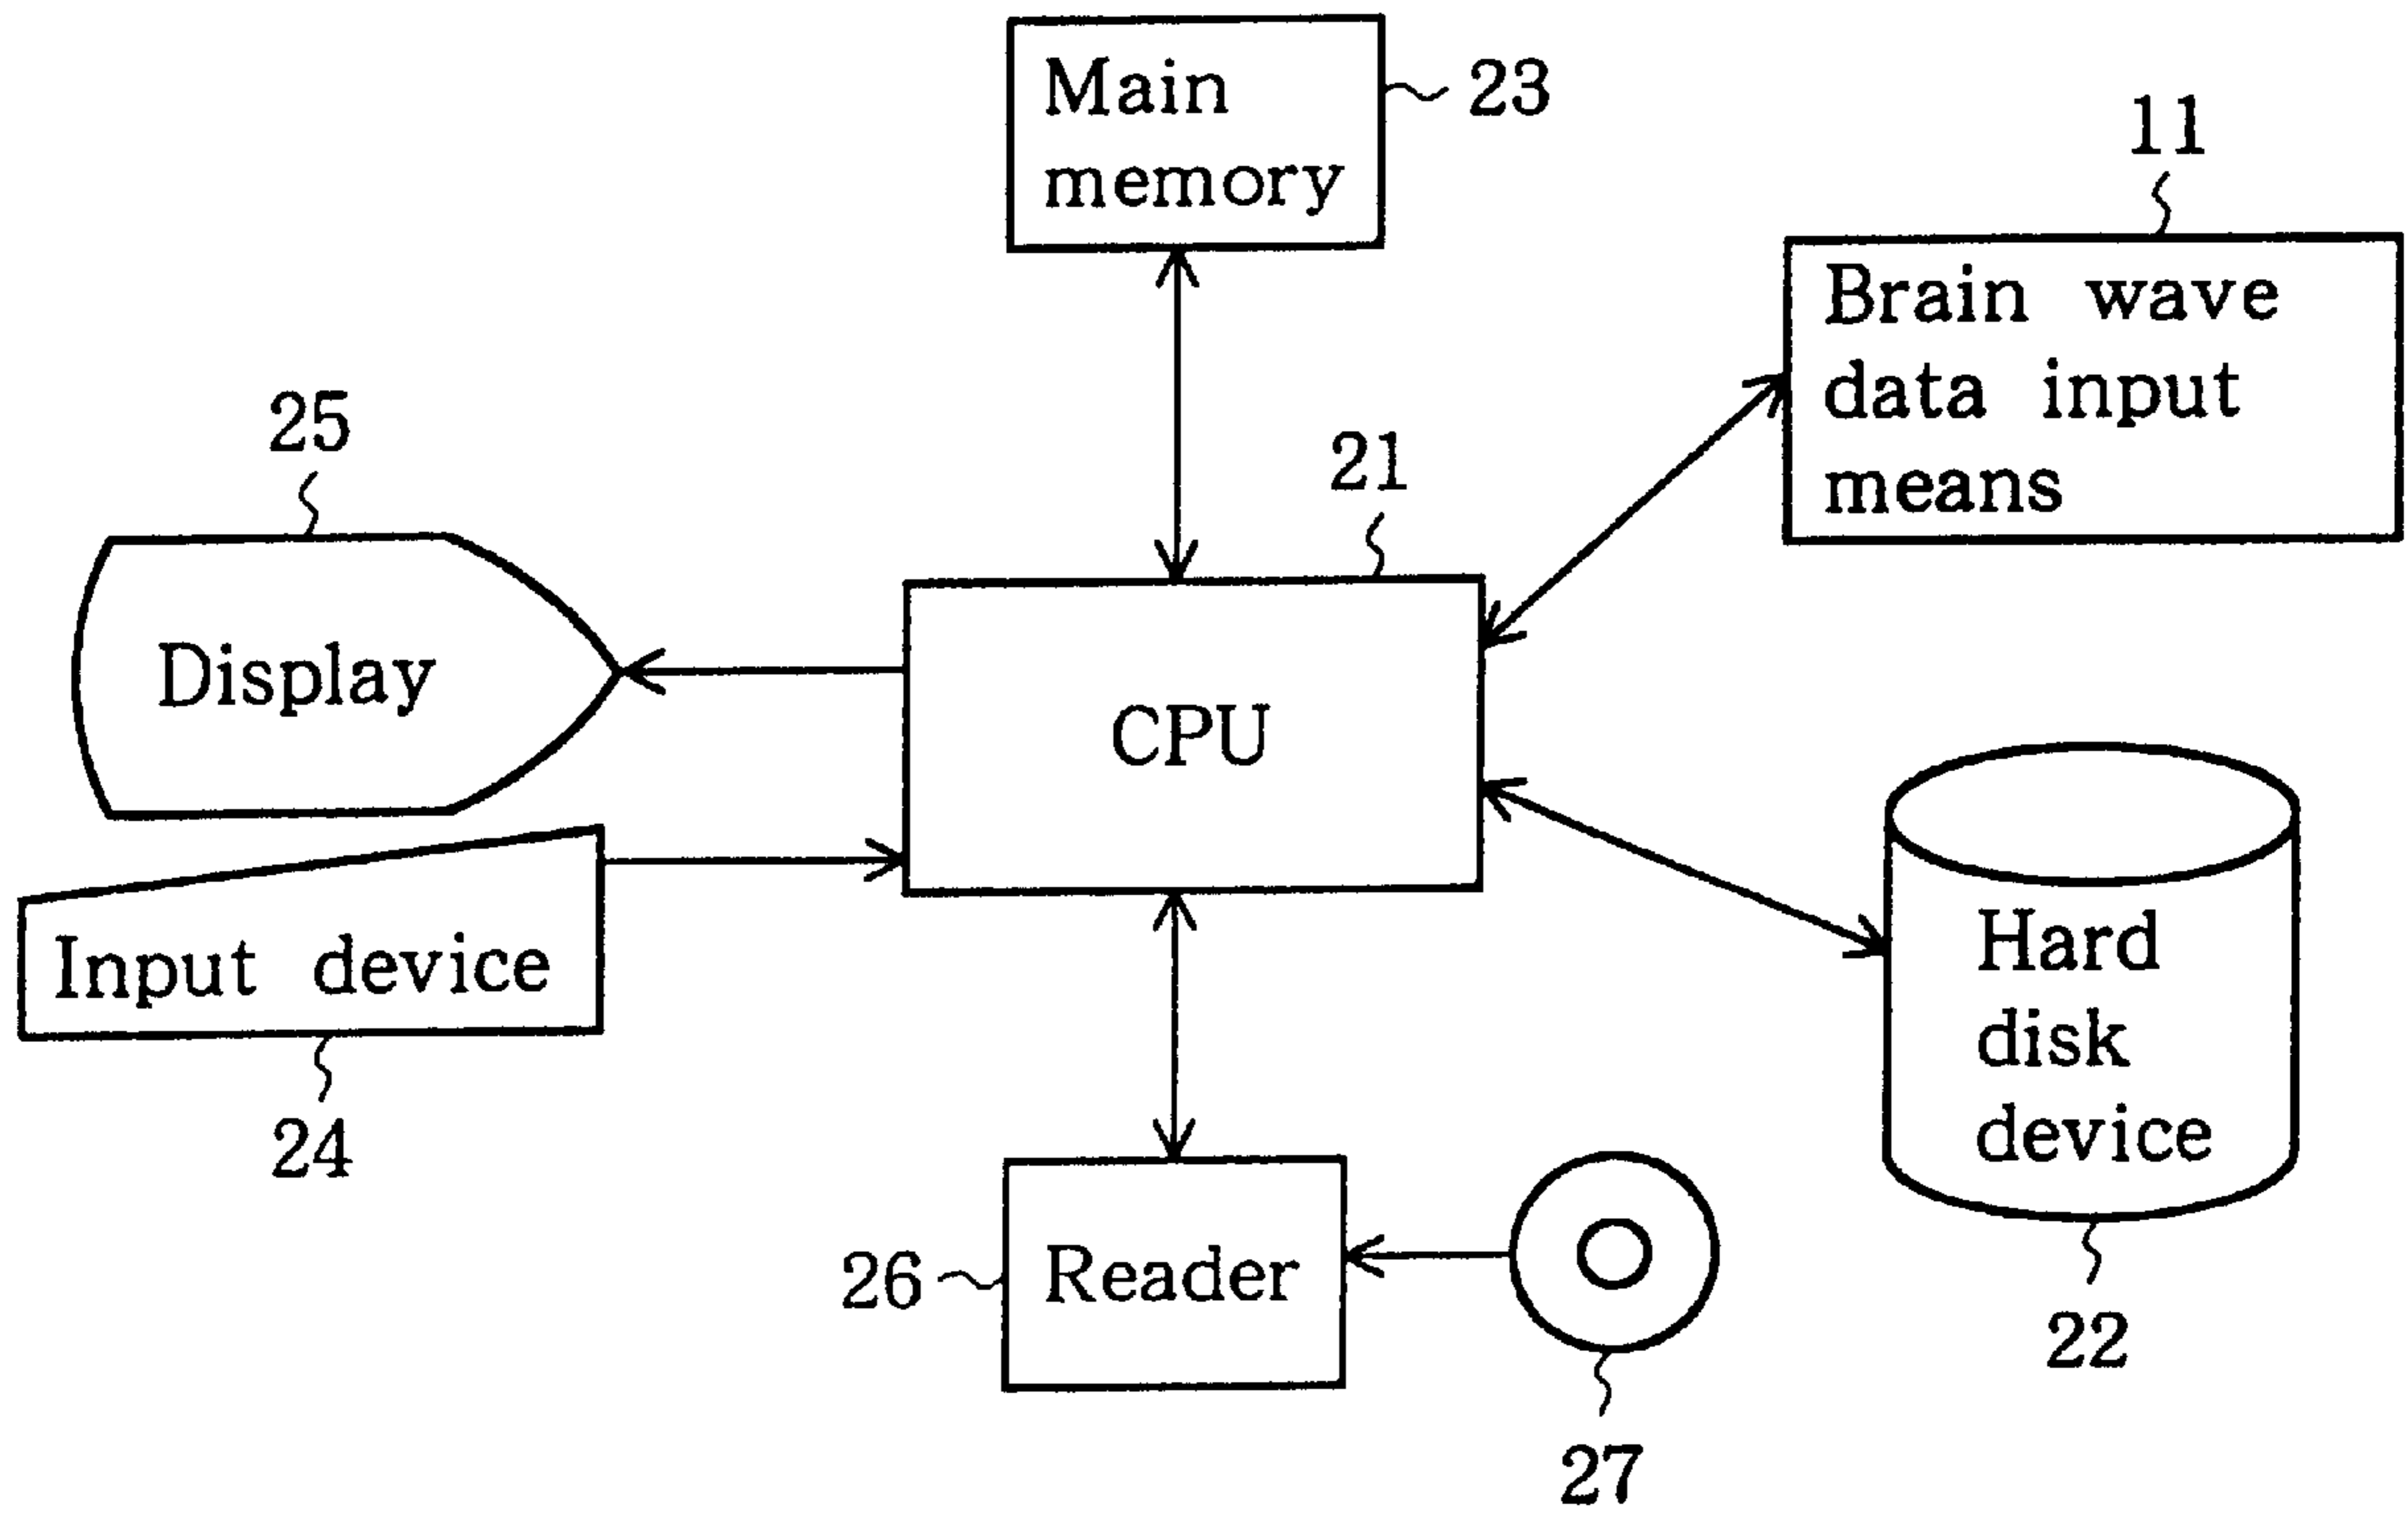 Main
memory
23
11
Brain wave
data input
means
25
21
Display
CPU
Input device
24
Hard
disk
device
22
26
Reader
27